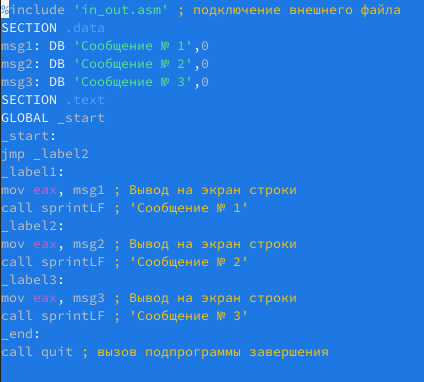 %include 'in_out.asm' ; подключение внешнего файла
SECTION .data
msg1: DB 'Сообщение № 1',0
msg2: DB 'Сообщение № 2',0
msg3: DB 'Сообщение № 3',0
SECTION .text
GLOBAL _start
_start:
jmp _label2
_label1:
mov eax, msg1 ; Вывод на экран строки
call sprintLF ; 'Сообщение № 1'
_label2:
mov eax, msg2 ; Вывод на экран строки
call sprintLF ; 'Сообщение № 2'
_label3:
mov eax, msg3 ; Вывод на экран строки
call sprintLF ; 'Сообщение № 3'
_end:
call quit ; вызов подпрограммы завершения